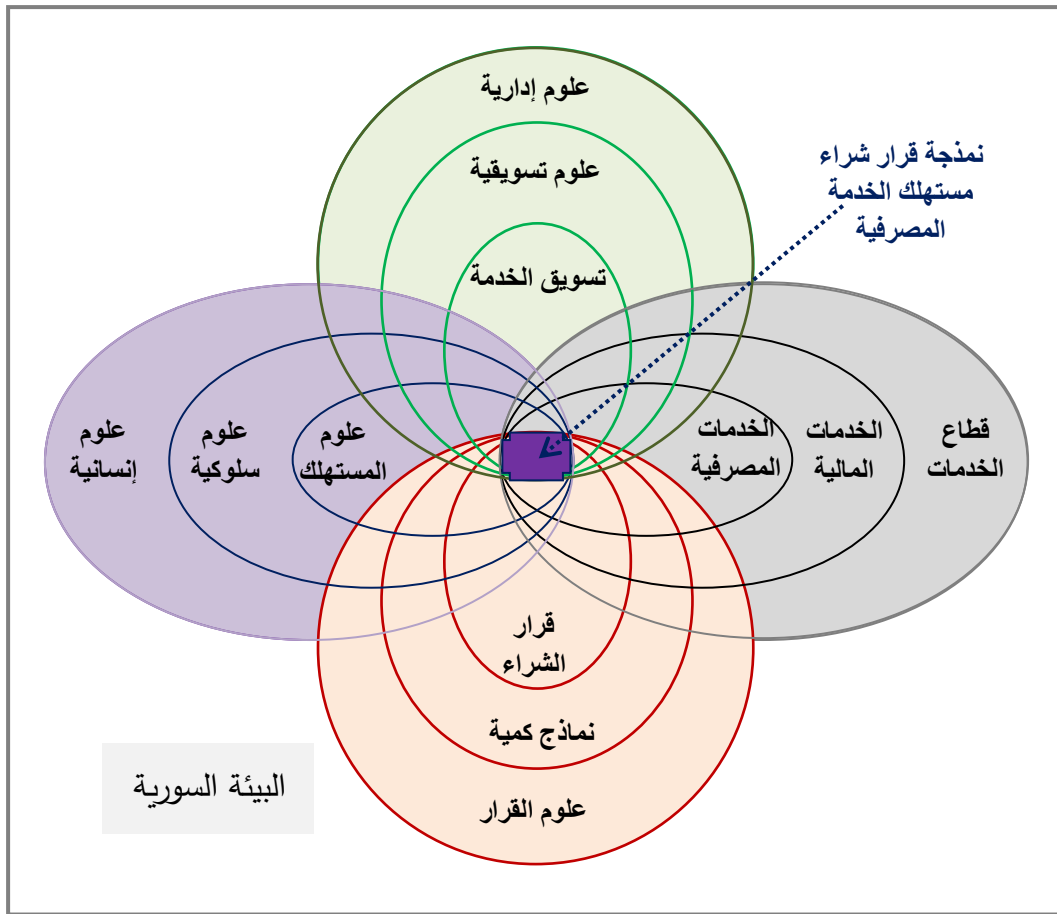 علوم إدارية
علوم تسويقية
تسويق الخدمة
نمذجة قرار شراء
مستهلك الخدمة
المصرفية
قطاع
الخدمات
الخدمات
المالية
الخدمات
المصرفية
علوم
المستهلك
علوم
سلوكية
علوم
إنسانية
قرار
الشراء
نماذج كمية
علوم القرار
البيئة السورية